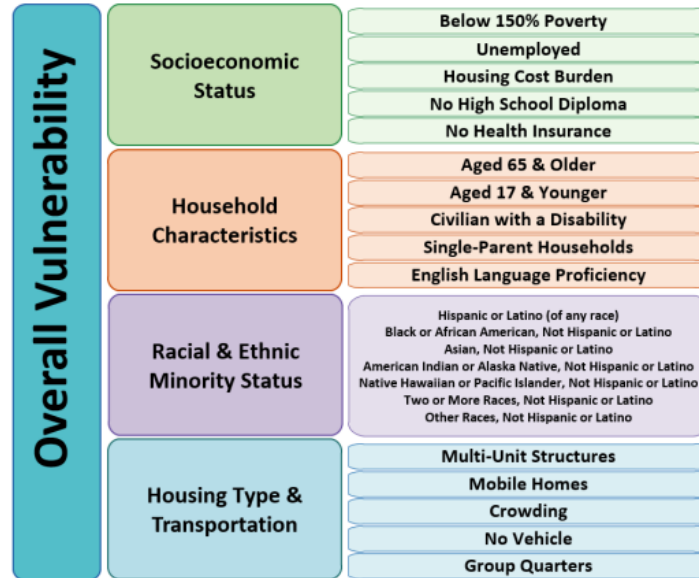 Overall Vulnerability
Socioeconomic
Status
Below 150% Poverty
Unemployed
Housing Cost Burden
No High School Diploma
No Health Insurance
Household
Characteristics
Aged 65 & Older
Aged 17 & Younger
Civilian with a Disability
Single-Parent Households
English Language Proficiency
Racial & Ethnic
Minority Status
Hispanic or Latino (of any race)
Black or African American, Not Hispanic or Latino
Asian, Not Hispanic or Latino
American Indian or Alaska Native, Not Hispanic or Latino
Native Hawaiian or Pacific Islander, Not Hispanic or Latino
Two or More Races, Not Hispanic or Latino
Other Races, Not Hispanic or Latino
Housing Type &
Transportation
Multi-Unit Structures
Mobile Homes
Crowding
No Vehicle
Group Quarters